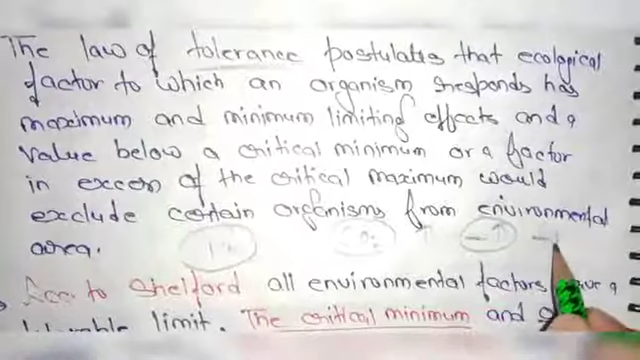 The law of tolerance postulates that ecological
factor to which an organism responds has
maximum and minimum limiting effects and a
value below a critical minimum or a factor
in excess of the critical maximum would
exclude certain organisms from environmental
area.
Acc. to Shelford all environmental factors a
limit. The critical minimum and